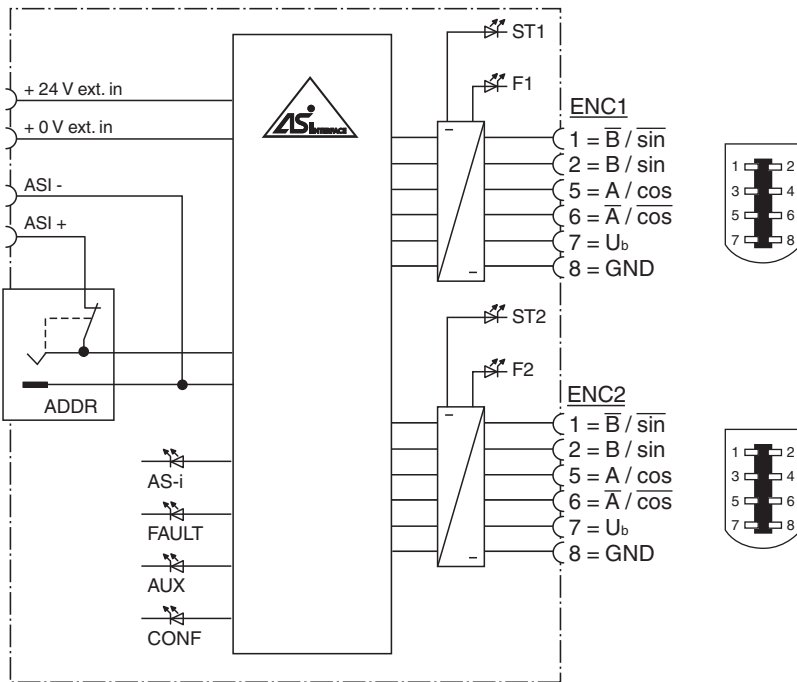 + 24 V ext. in
+ 0 V ext. in
ASI -
ASI +
ADDR
AS-i
FAULT
AUX
CONF
ASi INTERFACE
ST1
F1
ENC1
1 = B̅ / s̅i̅n̅
2 = B / sin
5 = A / cos
6 = A̅ / c̅o̅s̅
7 = Ub
8 = GND
1 2
3 4
5 6
7 8
ST2
F2
ENC2
1 = B̅ / s̅i̅n̅
2 = B / sin
5 = A / cos
6 = A̅ / c̅o̅s̅
7 = Ub
8 = GND
1 2
3 4
5 6
7 8